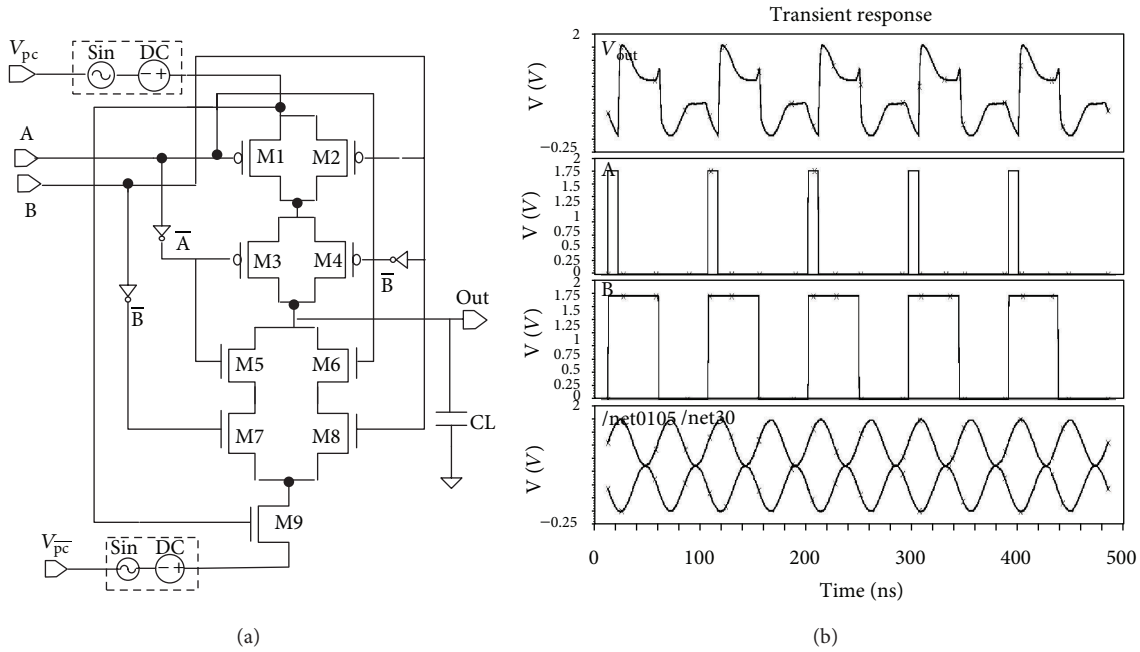 V_pc
Sin DC
A
B
M1 M2
A̅
M3 M4
B̅
B̅
Out
M5 M6
M7 M8
CL
M9
V_p̅c̅
Sin DC
(a)
Transient response
2
V_out
V (V)
−0.25
2
A
1.75
1.5
1.25
1
0.75
0.5
0.25
0
V (V)
2
B
1.75
1.5
1.25
1
0.75
0.5
0.25
0
V (V)
2
/net0105 /net30
V (V)
−0.25
0 100 200 300 400 500
Time (ns)
(b)